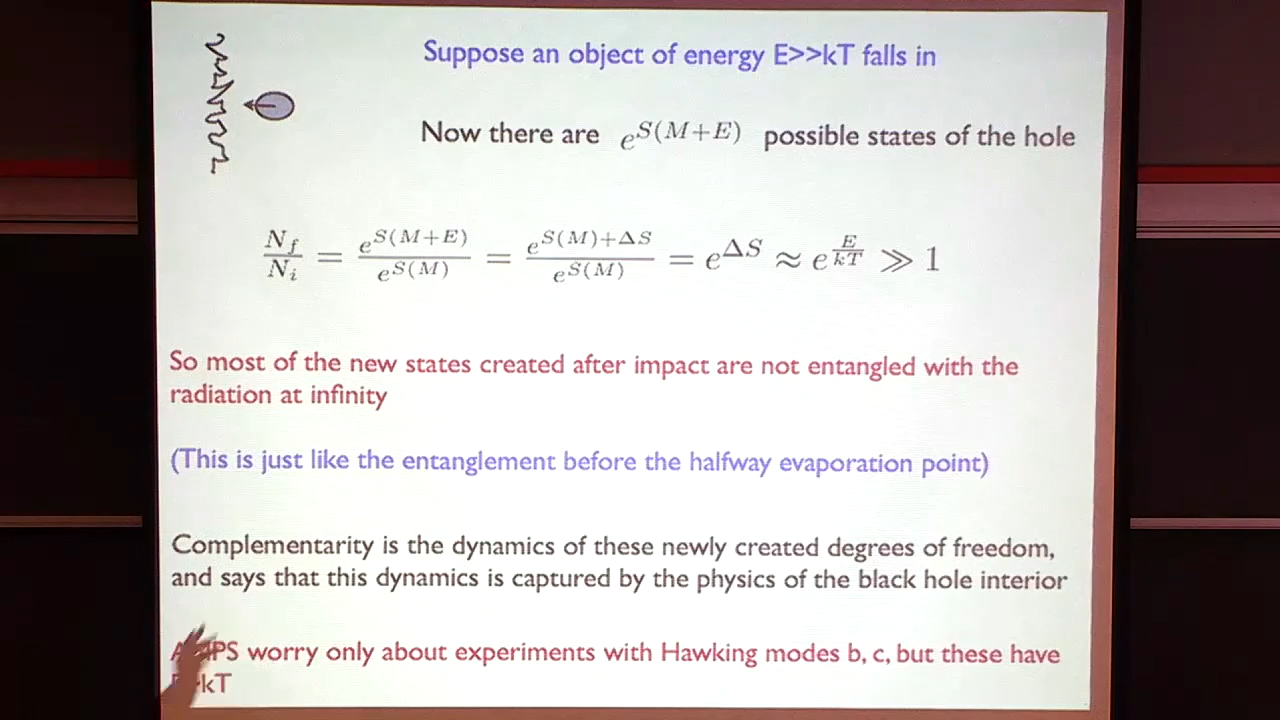 Suppose an object of energy E>>kT falls in
Now there are e^{S(M+E)} possible states of the hole
\frac{N_f}{N_i} = \frac{e^{S(M+E)}}{e^{S(M)}} = \frac{e^{S(M)+ΔS}}{e^{S(M)}} = e^{ΔS} ≈ e^{\frac{E}{kT}} ≫ 1
So most of the new states created after impact are not entangled with the
radiation at infinity
(This is just like the entanglement before the halfway evaporation point)
Complementarity is the dynamics of these newly created degrees of freedom,
and says that this dynamics is captured by the physics of the black hole interior
worry only about experiments with Hawking modes b, c, but these have
kT